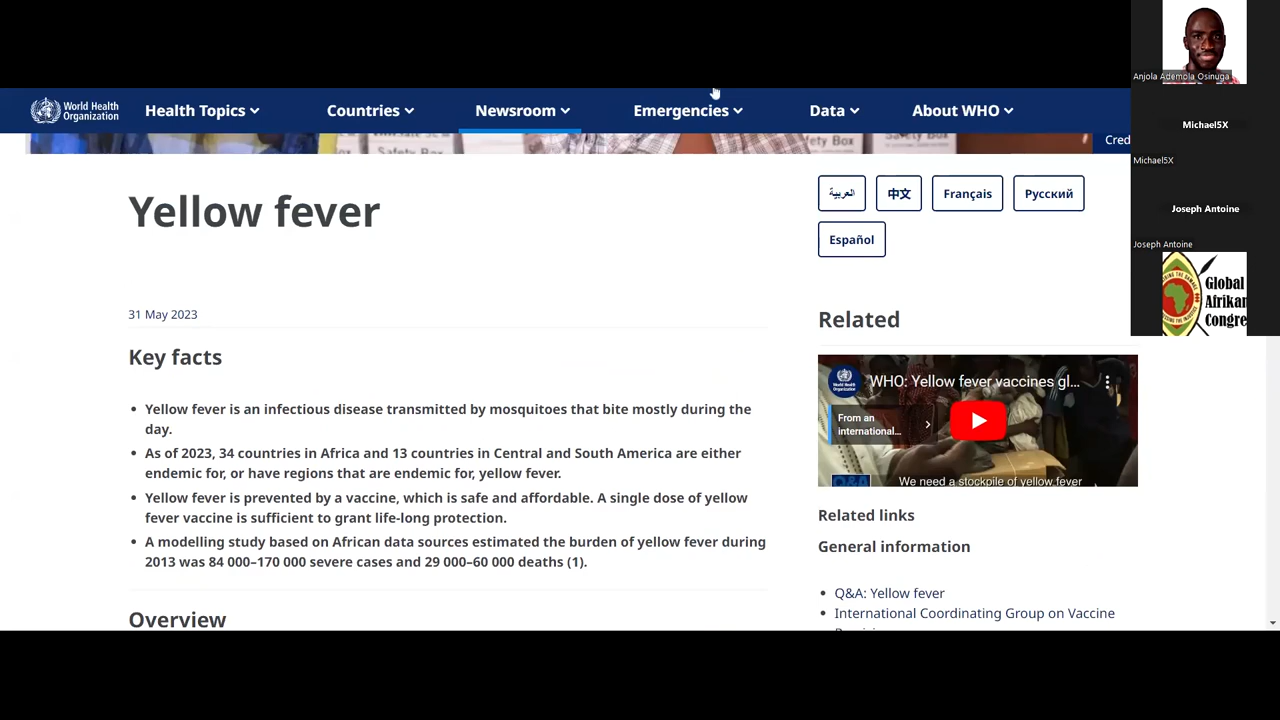 World Health
Organization
Health Topics
Countries
Newsroom
Emergencies
Data
About WHO
Safety Box
Safety Box
Cred
Yellow fever
31 May 2023
Key facts
Yellow fever is an infectious disease transmitted by mosquitoes that bite mostly during the
day.
As of 2023, 34 countries in Africa and 13 countries in Central and South America are either
endemic for, or have regions that are endemic for, yellow fever.
Yellow fever is prevented by a vaccine, which is safe and affordable. A single dose of yellow
fever vaccine is sufficient to grant life-long protection.
A modelling study based on African data sources estimated the burden of yellow fever during
2013 was 84 000–170 000 severe cases and 29 000–60 000 deaths (1).
Overview
العربية
中文
Français
Русский
Español
Related
WHO: Yellow fever vaccines gl...
From an
international...
Q&A
We need a stockpile of yellow fever
Related links
General information
Q&A: Yellow fever
International Coordinating Group on Vaccine
Anjola Ademola Osinuga
Michael5X
Michael5X
Joseph Antoine
Joseph Antoine
Global
Afrikan
Congre